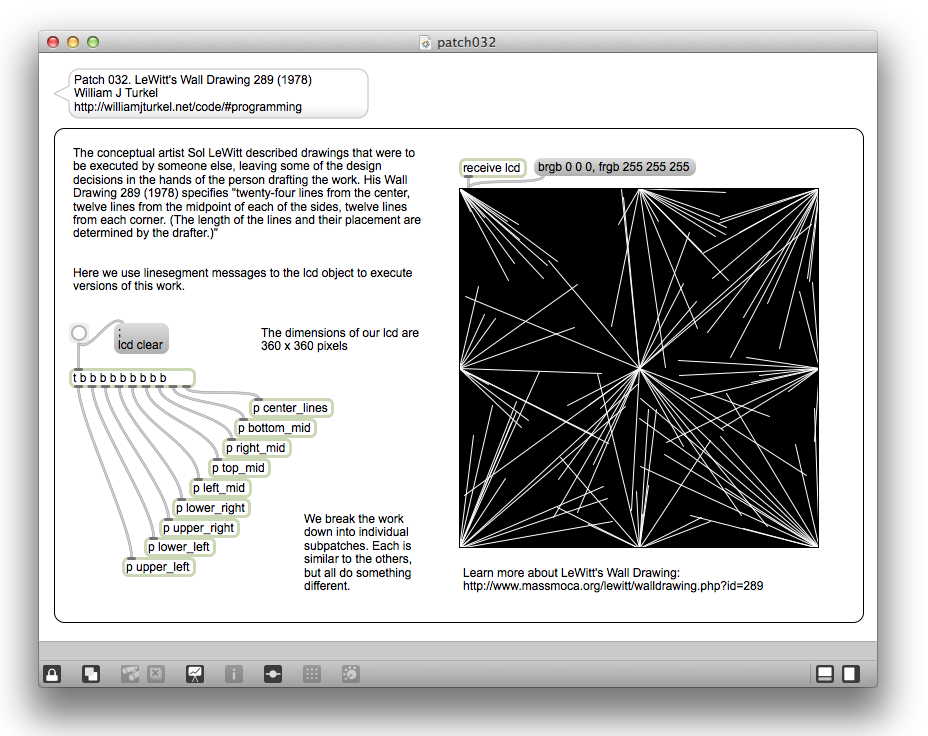 patch032
Patch 032. LeWitt's Wall Drawing 289 (1978)
William J Turkel
http://williamjturkel.net/code/#programming
The conceptual artist Sol LeWitt described drawings that were to
be executed by someone else, leaving some of the design
decisions in the hands of the person drafting the work. His Wall
Drawing 289 (1978) specifies "twenty-four lines from the center,
twelve lines from the midpoint of each of the sides, twelve lines
from each corner. (The length of the lines and their placement are
determined by the drafter.)"
Here we use linesegment messages to the lcd object to execute
versions of this work.
receive lcd
brgb 0 0 0, frgb 255 255 255
;
lcd clear
The dimensions of our lcd are
360 x 360 pixels
t b b b b b b b b b b
p center_lines
p bottom_mid
p right_mid
p top_mid
p left_mid
p lower_right
p upper_right
p lower_left
p upper_left
We break the work
down into individual
subpatches. Each is
similar to the others,
but all do something
different.
Learn more about LeWitt's Wall Drawing:
http://www.massmoca.org/lewitt/walldrawing.php?id=289